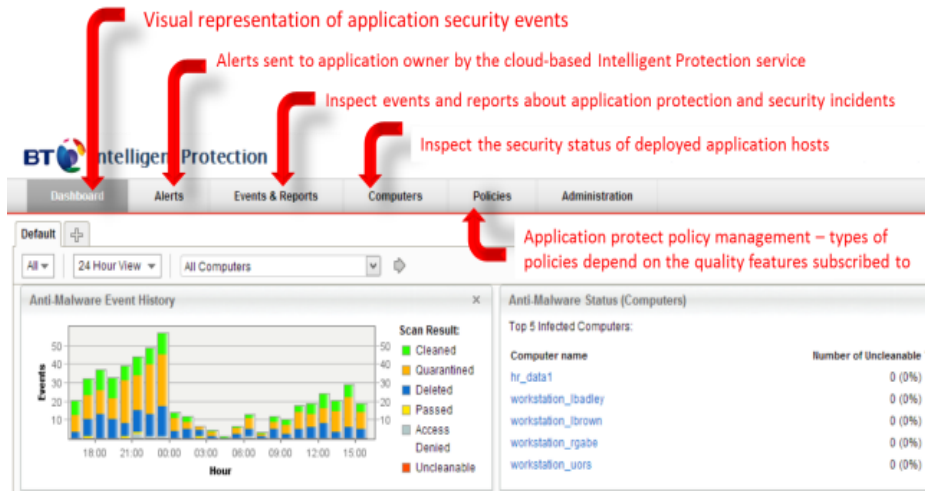 Visual representation of application security events
Alerts sent to application owner by the cloud-based Intelligent Protection service
Inspect events and reports about application protection and security incidents
Inspect the security status of deployed application hosts
BT Intelligent Protection
Dashboard Alerts Events & Reports Computers Policies Administration
Application protect policy management – types of
policies depend on the quality features subscribed to
Default
All 24 Hour View All Computers
Anti-Malware Event History
Scan Result:
Cleaned
Quarantined
Deleted
Passed
Access
Denied
Uncleanable
Events
50 50
40 40
30 30
20 20
10 10
18:00 21:00 00:00 03:00 06:00 09:00 12:00 15:00
Hour
Anti-Malware Status (Computers)
Top 5 Infected Computers:
Computer name Number of Uncleanable
hr_data1 0 (0%)
workstation_lbadley 0 (0%)
workstation_lbrown 0 (0%)
workstation_rgabe 0 (0%)
workstation_uors 0 (0%)